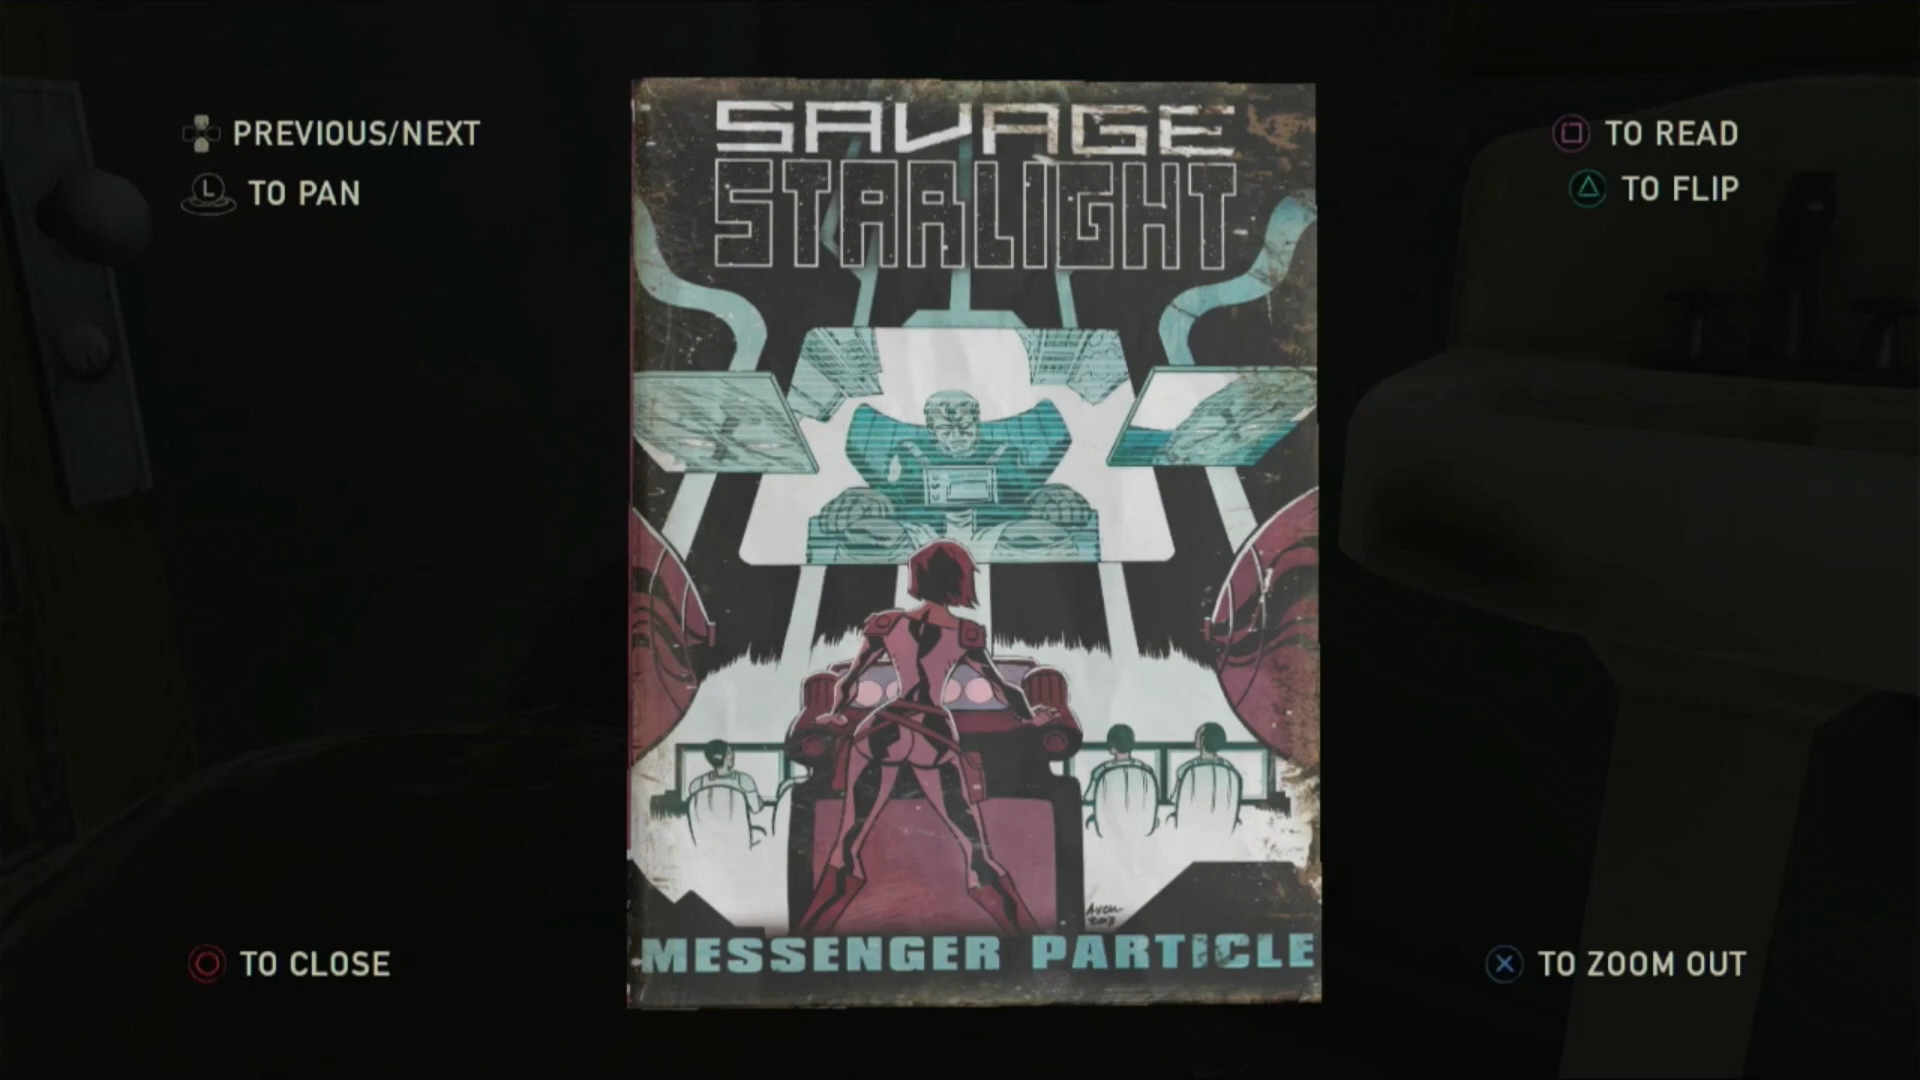 PREVIOUS/NEXT
L TO PAN
TO READ
TO FLIP
SAVAGE
STARLIGHT
MESSENGER PARTICLE
TO CLOSE
TO ZOOM OUT